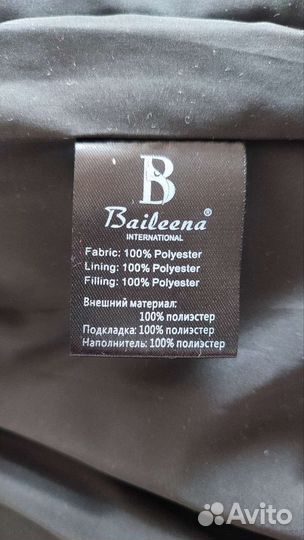 B
Baileena®
INTERNATIONAL
Fabric: 100% Polyester
Lining: 100% Polyester
Filling: 100% Polyester
Внешний материал:
100% полиэстер
Подкладка:100% полиэстер
Наполнитель:100% полиэстер
Avito